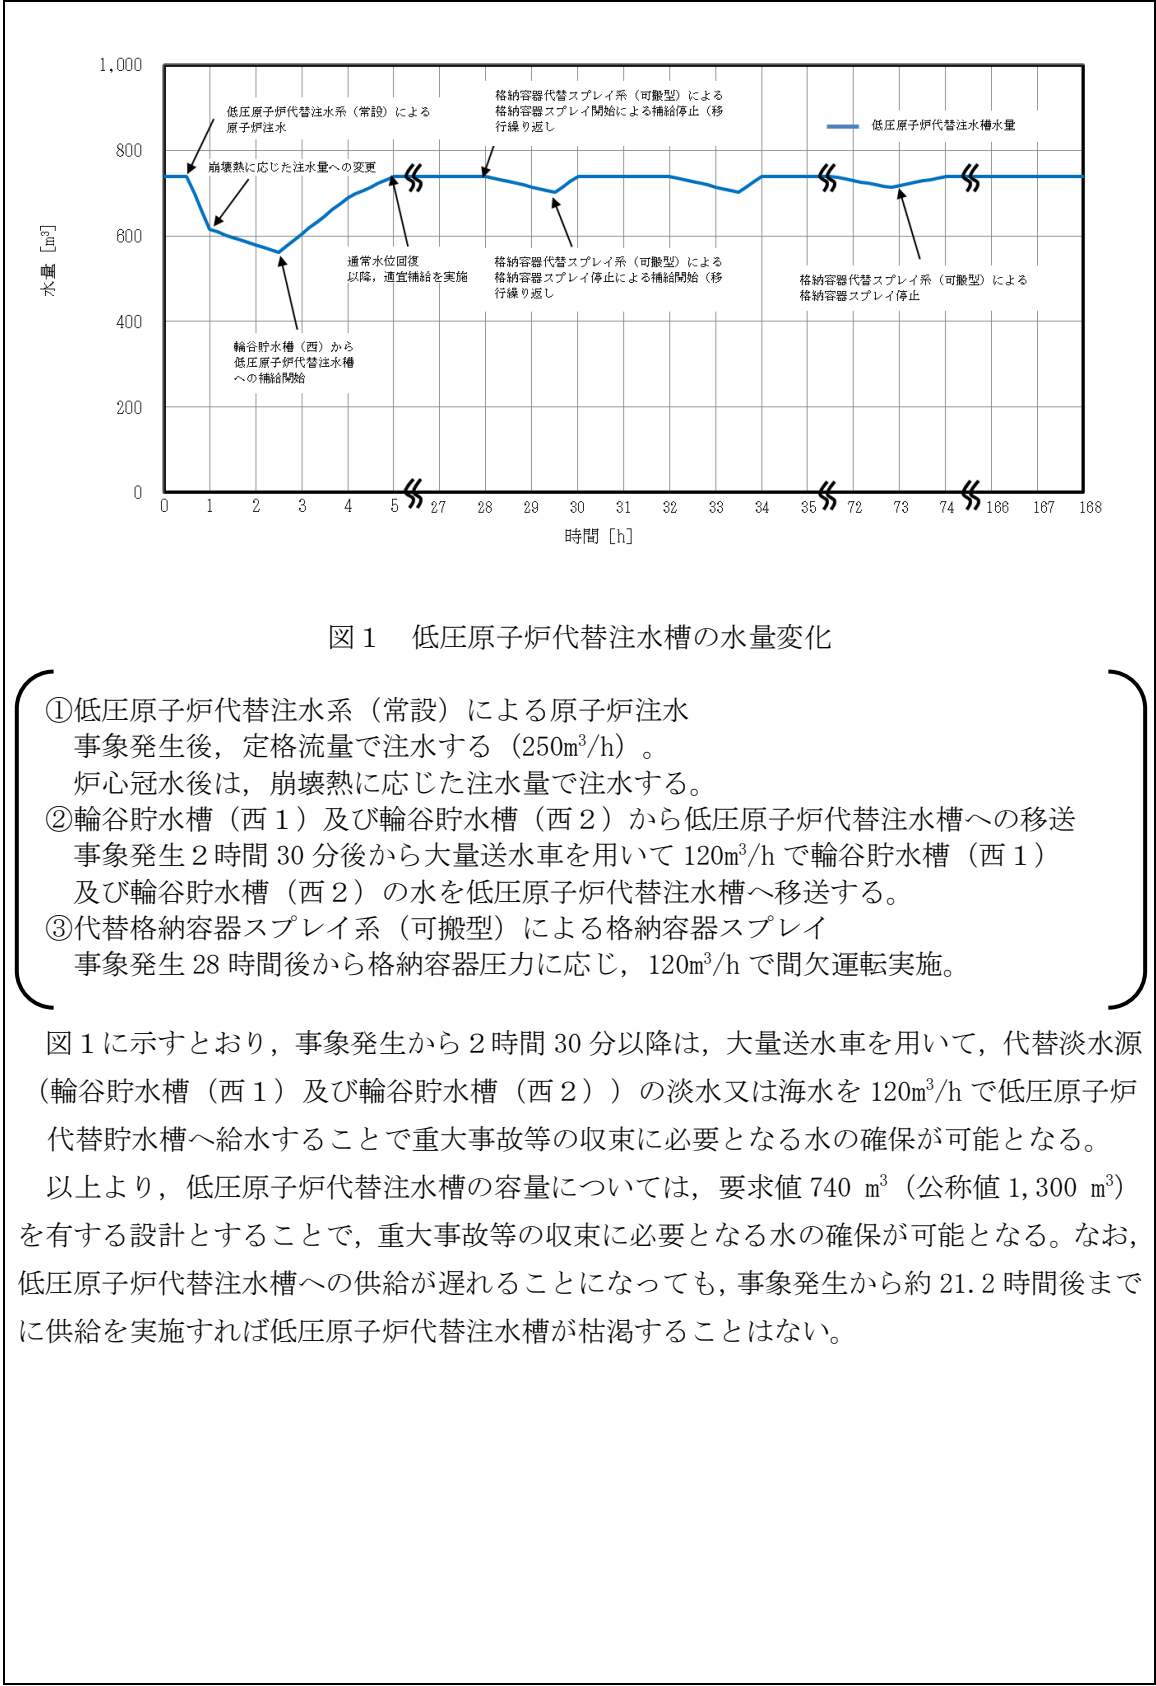 1,000
800
600
400
200
0
水量 [m³]
低圧原子炉代替注水系（常設）による
原子炉注水
崩壊熱に応じた注水量への変更
輪谷貯水槽（西）から
低圧原子炉代替注水槽
への補給開始
通常水位回復
以降，適宜補給を実施
格納容器代替スプレイ系（可搬型）による
格納容器スプレイ開始による補給停止（移
行繰り返し
格納容器代替スプレイ系（可搬型）による
格納容器スプレイ停止による補給開始（移
行繰り返し
低圧原子炉代替注水槽水量
格納容器代替スプレイ系（可搬型）による
格納容器スプレイ停止
0 1 2 3 4 5 27 28 29 30 31 32 33 34 35 72 73 74 166 167 168
時間 [h]
図１　低圧原子炉代替注水槽の水量変化
①低圧原子炉代替注水系（常設）による原子炉注水
事象発生後，定格流量で注水する（250m³/h）。
炉心冠水後は，崩壊熱に応じた注水量で注水する。
②輪谷貯水槽（西１）及び輪谷貯水槽（西２）から低圧原子炉代替注水槽への移送
事象発生２時間 30 分後から大量送水車を用いて 120m³/h で輪谷貯水槽（西１）
及び輪谷貯水槽（西２）の水を低圧原子炉代替注水槽へ移送する。
③代替格納容器スプレイ系（可搬型）による格納容器スプレイ
事象発生 28 時間後から格納容器圧力に応じ，120m³/h で間欠運転実施。
図１に示すとおり，事象発生から２時間 30 分以降は，大量送水車を用いて，代替淡水源
（輪谷貯水槽（西１）及び輪谷貯水槽（西２））の淡水又は海水を 120m³/h で低圧原子炉
代替貯水槽へ給水することで重大事故等の収束に必要となる水の確保が可能となる。
以上より，低圧原子炉代替注水槽の容量については，要求値 740 m³（公称値 1,300 m³）
を有する設計とすることで，重大事故等の収束に必要となる水の確保が可能となる。なお，
低圧原子炉代替注水槽への供給が遅れることになっても，事象発生から約 21.2 時間後まで
に供給を実施すれば低圧原子炉代替注水槽が枯渇することはない。